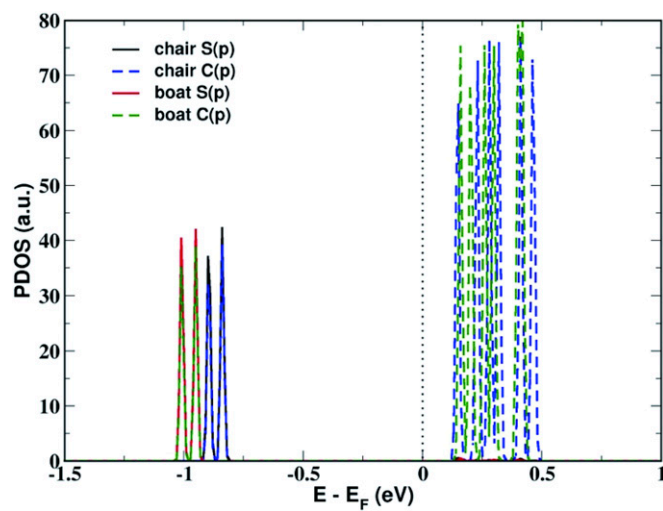 80
70
60
50
40
30
20
10
0
PDOS (a.u.)
chair S(p)
chair C(p)
boat S(p)
boat C(p)
-1.5
-1
-0.5
0
0.5
1
E - E_F (eV)